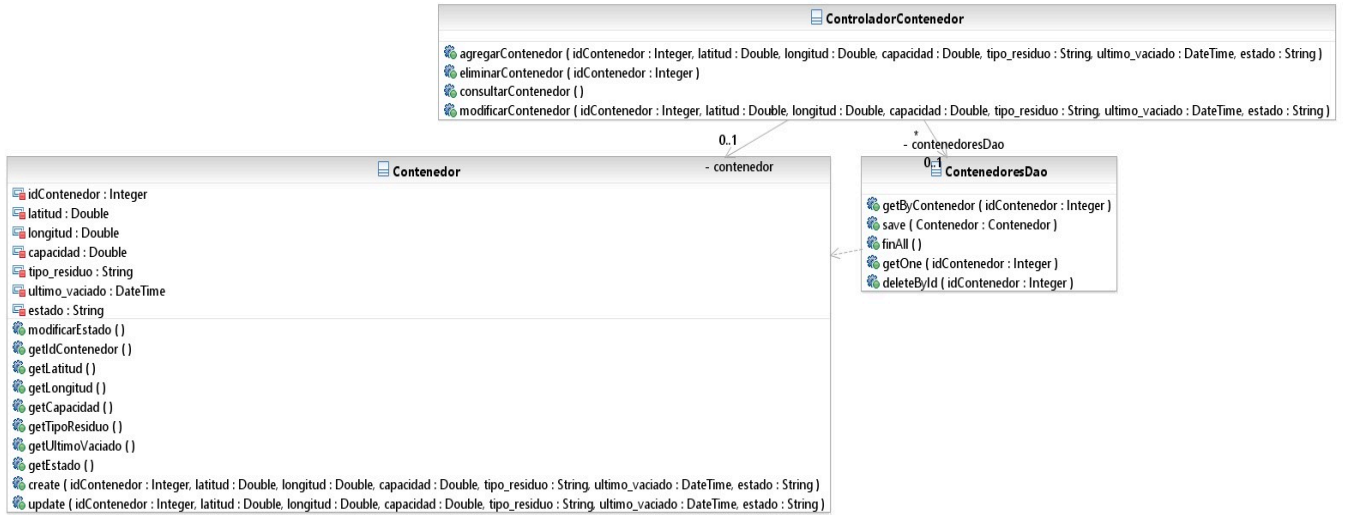 ControladorContenedor
agregarContenedor ( idContenedor : Integer, latitud : Double, longitud : Double, capacidad : Double, tipo_residuo : String, ultimo_vaciado : DateTime, estado : String )
eliminarContenedor ( idContenedor : Integer )
consultarContenedor ( )
modificarContenedor ( idContenedor : Integer, latitud : Double, longitud : Double, capacidad : Double, tipo_residuo : String, ultimo_vaciado : DateTime, estado : String )
0..1
- contenedor
*
- contenedoresDao
0..1
Contenedor
idContenedor : Integer
latitud : Double
longitud : Double
capacidad : Double
tipo_residuo : String
ultimo_vaciado : DateTime
estado : String
modificarEstado ( )
getIdContenedor ( )
getLatitud ( )
getLongitud ( )
getCapacidad ( )
getTipoResiduo ( )
getUltimoVaciado ( )
getEstado ( )
create ( idContenedor : Integer, latitud : Double, longitud : Double, capacidad : Double, tipo_residuo : String, ultimo_vaciado : DateTime, estado : String )
update ( idContenedor : Integer, latitud : Double, longitud : Double, capacidad : Double, tipo_residuo : String, ultimo_vaciado : DateTime, estado : String )
ContenedoresDao
getByContenedor ( idContenedor : Integer )
save ( Contenedor : Contenedor )
finAll ( )
getOne ( idContenedor : Integer )
deleteById ( idContenedor : Integer )